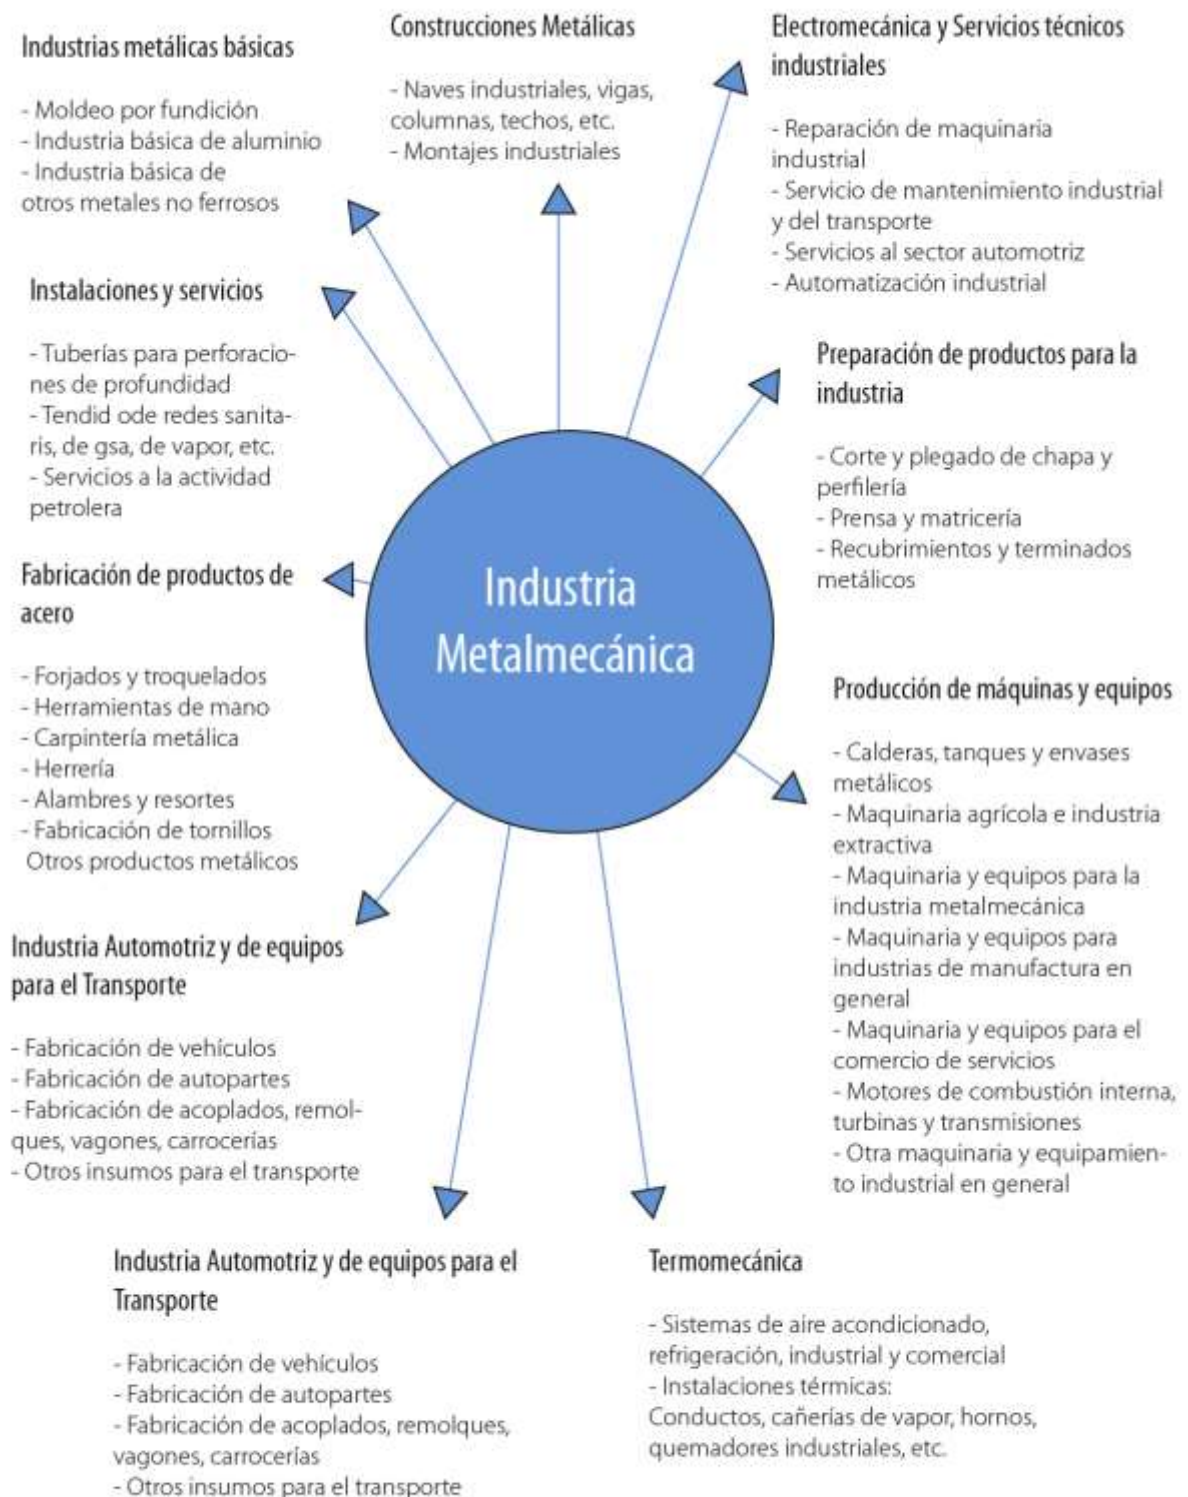 Industrias metálicas básicas
- Moldeo por fundición
- Industria básica de aluminio
- Industria básica de
otros metales no ferrosos
Construcciones Metálicas
- Naves industriales, vigas,
columnas, techos, etc.
- Montajes industriales
Electromecánica y Servicios técnicos
industriales
- Reparación de maquinaria
industrial
- Servicio de mantenimiento industrial
y del transporte
- Servicios al sector automotriz
- Automatización industrial
Instalaciones y servicios
- Tuberías para perforacio-
nes de profundidad
- Tendid ode redes sanita-
ris, de gsa, de vapor, etc.
- Servicios a la actividad
petrolera
Preparación de productos para la
industria
- Corte y plegado de chapa y
perfilería
- Prensa y matricería
- Recubrimientos y terminados
metálicos
Industria
Metalmecánica
Fabricación de productos de
acero
- Forjados y troquelados
- Herramientas de mano
- Carpintería metálica
- Herrería
- Alambres y resortes
- Fabricación de tornillos
Otros productos metálicos
Producción de máquinas y equipos
- Calderas, tanques y envases
metálicos
- Maquinaria agrícola e industria
extractiva
- Maquinaria y equipos para la
industria metalmecánica
- Maquinaria y equipos para
industrias de manufactura en
general
- Maquinaria y equipos para el
comercio de servicios
- Motores de combustión interna,
turbinas y transmisiones
- Otra maquinaria y equipamien-
to industrial en general
Industria Automotriz y de equipos
para el Transporte
- Fabricación de vehículos
- Fabricación de autopartes
- Fabricación de acoplados, remol-
ques, vagones, carrocerías
- Otros insumos para el transporte
Industria Automotriz y de equipos para el
Transporte
- Fabricación de vehículos
- Fabricación de autopartes
- Fabricación de acoplados, remolques,
vagones, carrocerías
- Otros insumos para el transporte
Termomecánica
- Sistemas de aire acondicionado,
refrigeración, industrial y comercial
- Instalaciones térmicas:
Conductos, cañerías de vapor, hornos,
quemadores industriales, etc.